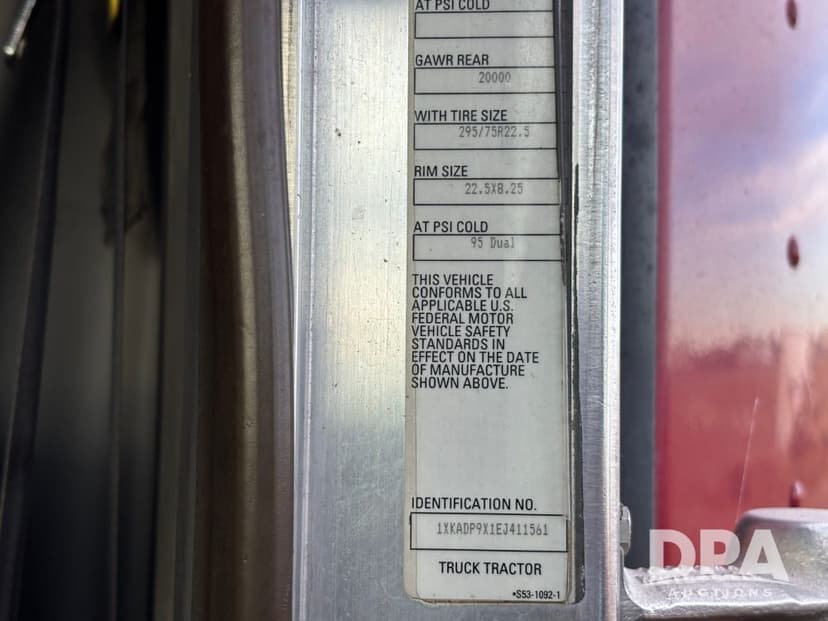 AT PSI COLD
GAWR REAR
20000
WITH TIRE SIZE
295/75R22.5
RIM SIZE
22.5X8.25
AT PSI COLD
95 Dual
THIS VEHICLE
CONFORMS TO ALL
APPLICABLE U.S.
FEDERAL MOTOR
VEHICLE SAFETY
STANDARDS IN
EFFECT ON THE DATE
OF MANUFACTURE
SHOWN ABOVE.
IDENTIFICATION NO.
1XKADP9X1EJ411561
TRUCK TRACTOR
*S53-1092-1
DPA
AUCTIONS